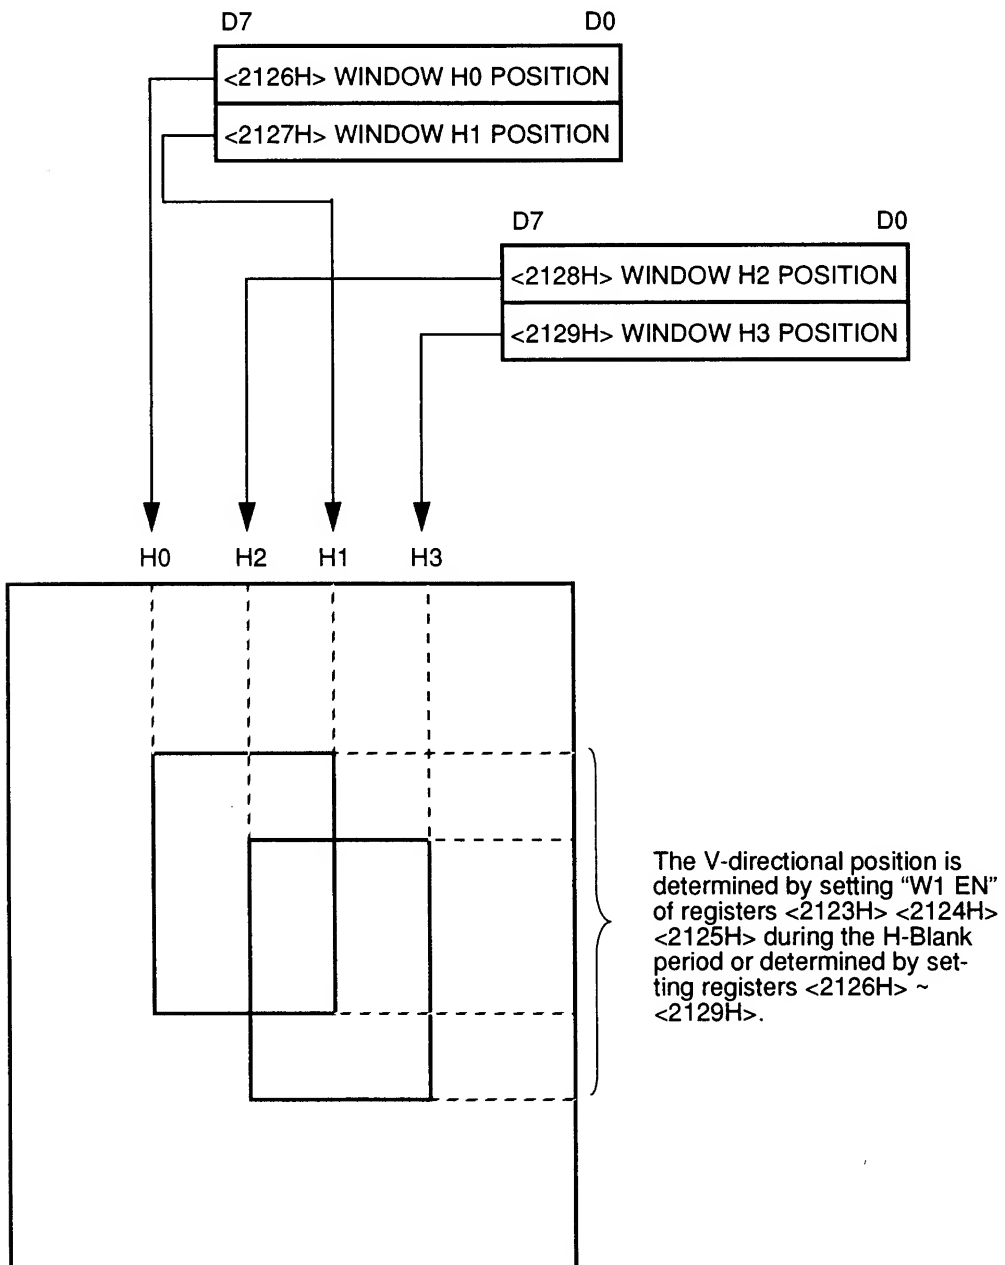 D7 D0
<2126H> WINDOW H0 POSITION
<2127H> WINDOW H1 POSITION
D7 D0
<2128H> WINDOW H2 POSITION
<2129H> WINDOW H3 POSITION
H0 H2 H1 H3
The V-directional position is
determined by setting “W1 EN”
of registers <2123H> <2124H>
<2125H> during the H-Blank
period or determined by set-
ting registers <2126H> ~
<2129H>.